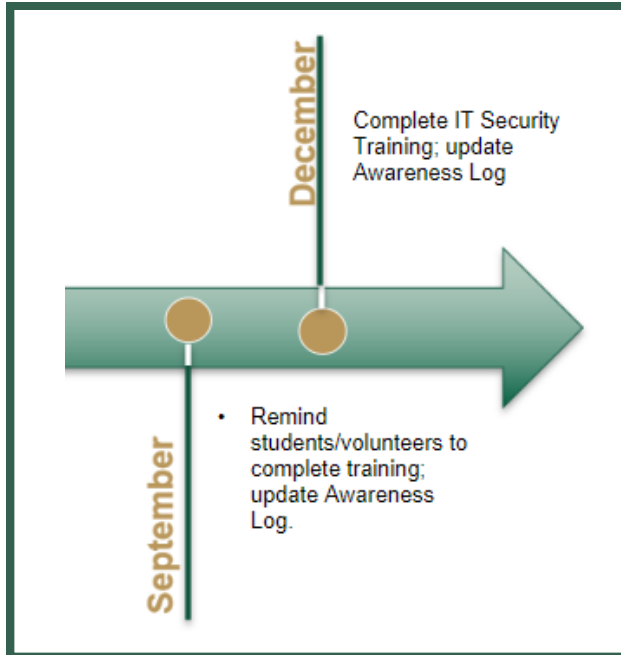 December
Complete IT Security
Training; update
Awareness Log
September
• Remind
students/volunteers to
complete training;
update Awareness
Log.